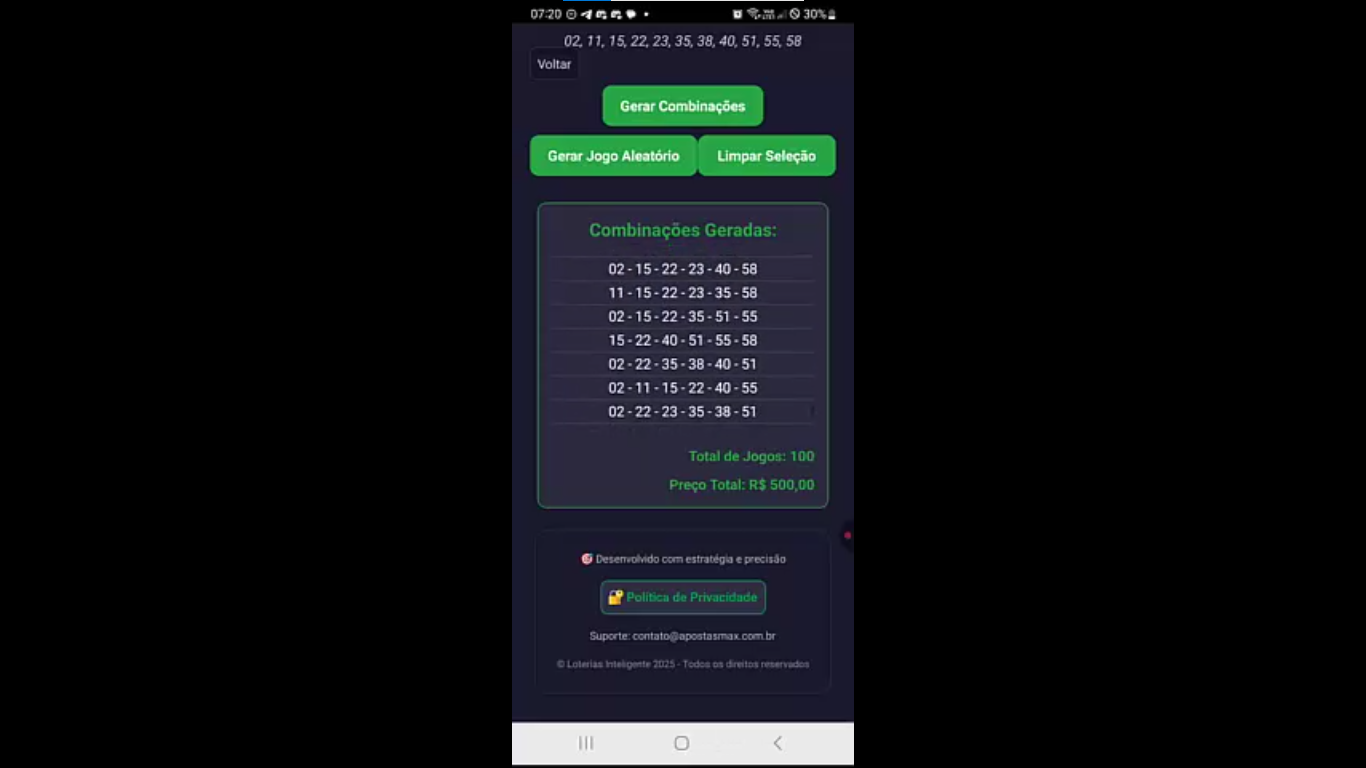 07:20 30%
02, 11, 15, 22, 23, 35, 38, 40, 51, 55, 58
Voltar
Gerar Combinações
Gerar Jogo Aleatório Limpar Seleção
Combinações Geradas:
02 - 15 - 22 - 23 - 40 - 58
11 - 15 - 22 - 23 - 35 - 58
02 - 15 - 22 - 35 - 51 - 55
15 - 22 - 40 - 51 - 55 - 58
02 - 22 - 35 - 38 - 40 - 51
02 - 11 - 15 - 22 - 40 - 55
02 - 22 - 23 - 35 - 38 - 51
Total de Jogos: 100
Preço Total: R$ 500,00
🎯 Desenvolvido com estratégia e precisão
🔐 Política de Privacidade
Suporte: contato@apostasmax.com.br
© Loterias Inteligente 2025 - Todos os direitos reservados